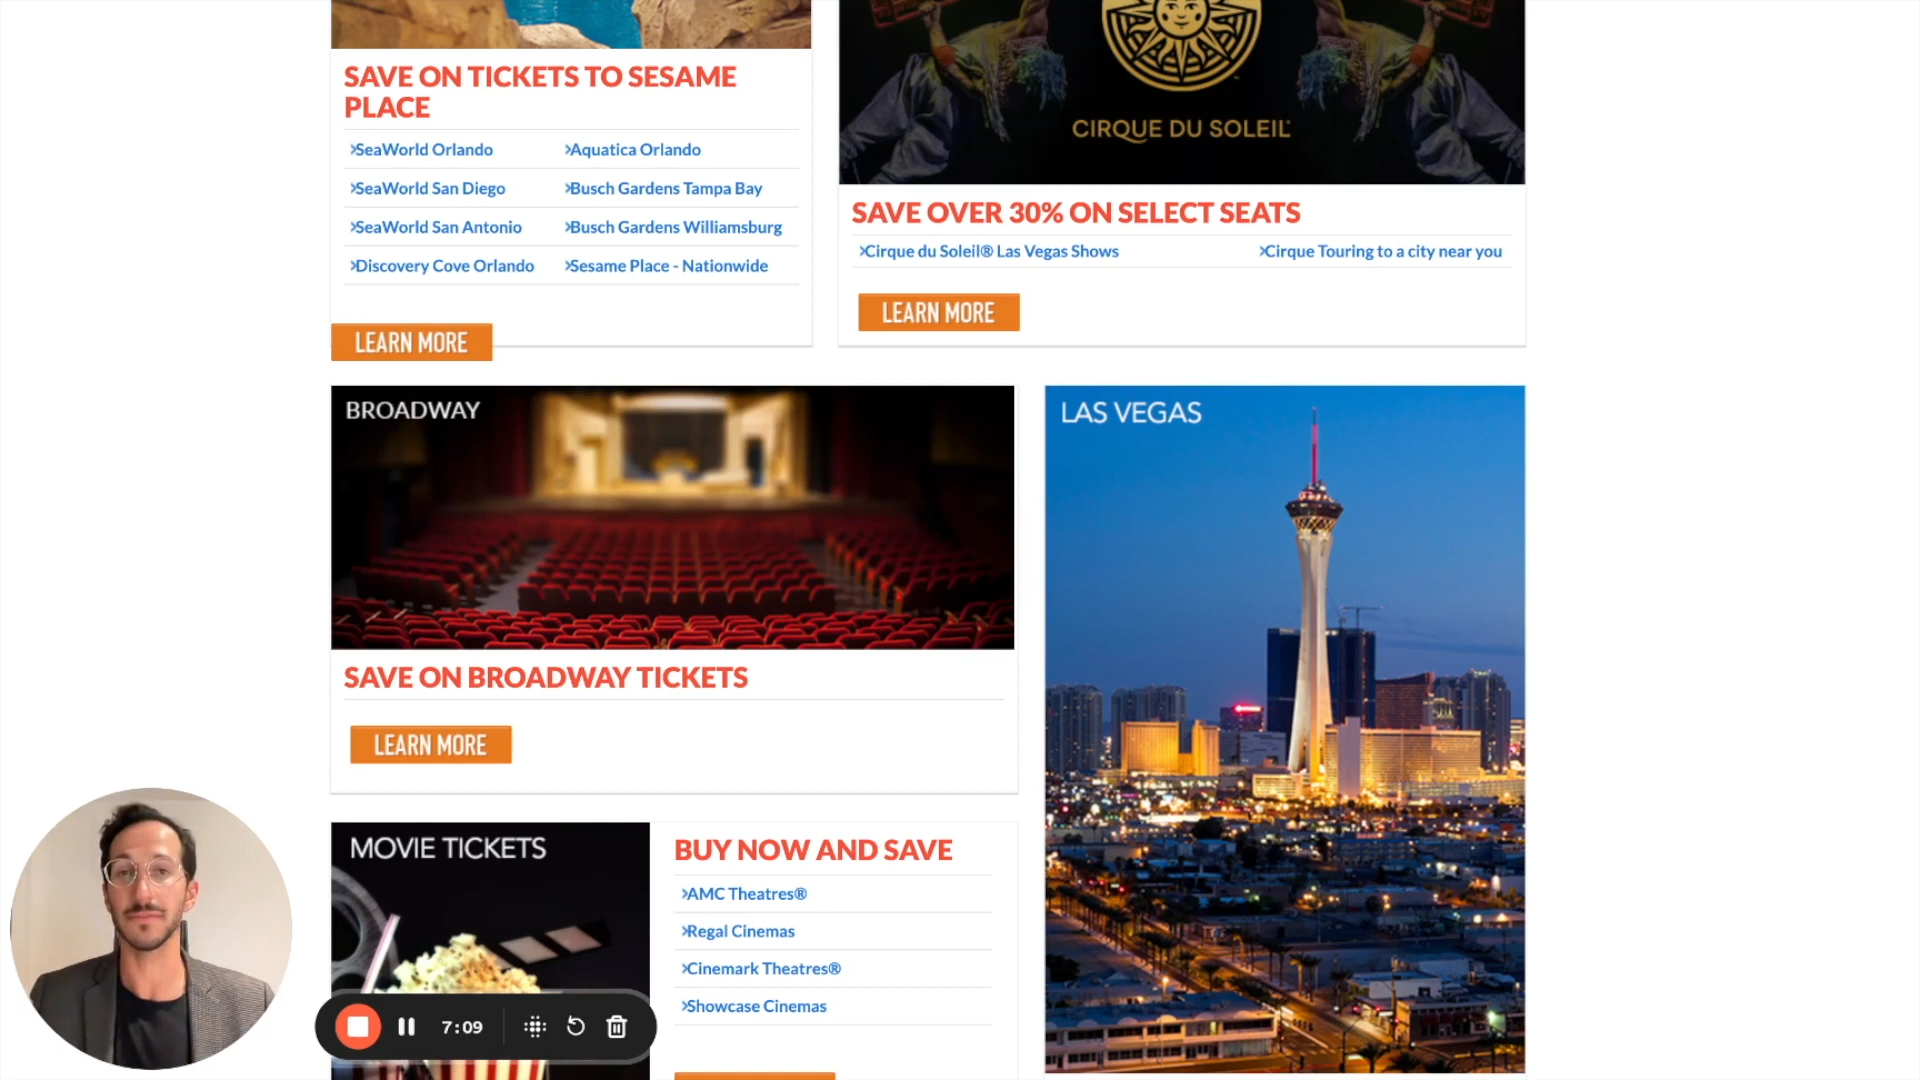 SAVE ON TICKETS TO SESAME
PLACE
›SeaWorld Orlando
›Aquatica Orlando
›SeaWorld San Diego
›Busch Gardens Tampa Bay
›SeaWorld San Antonio
›Busch Gardens Williamsburg
›Discovery Cove Orlando
›Sesame Place - Nationwide
LEARN MORE
CIRQUE DU SOLEIL
SAVE OVER 30% ON SELECT SEATS
›Cirque du Soleil® Las Vegas Shows
›Cirque Touring to a city near you
LEARN MORE
BROADWAY
SAVE ON BROADWAY TICKETS
LEARN MORE
LAS VEGAS
MOVIE TICKETS
BUY NOW AND SAVE
›AMC Theatres®
›Regal Cinemas
›Cinemark Theatres®
›Showcase Cinemas
7:09